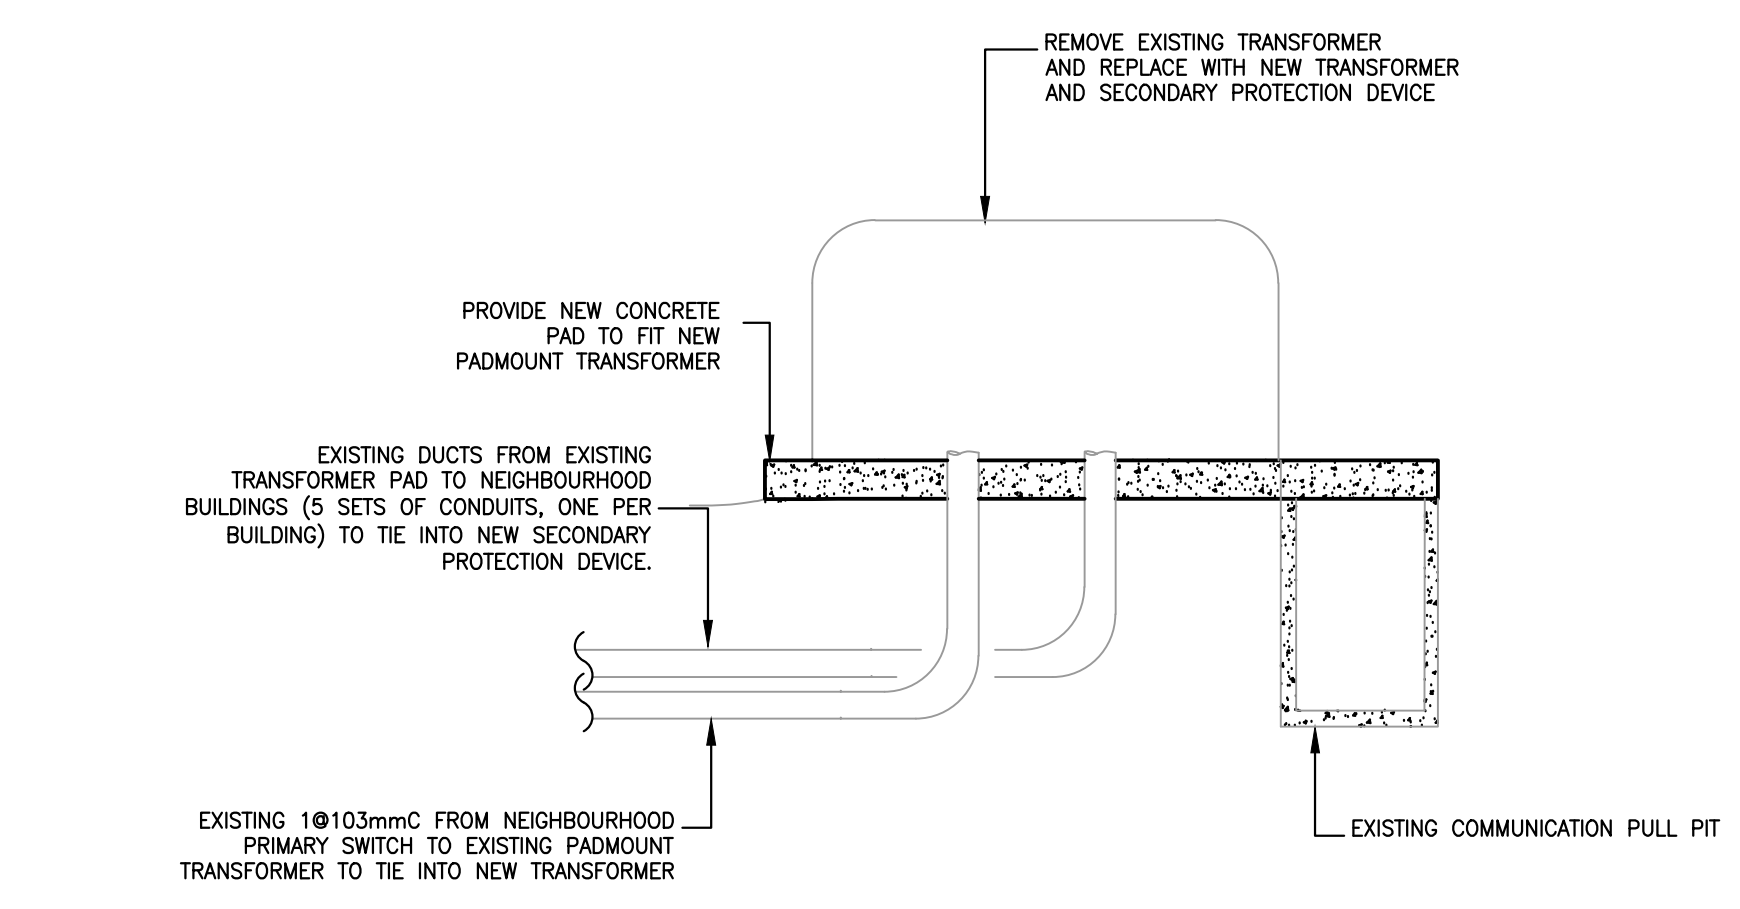 REMOVE EXISTING TRANSFORMER
AND REPLACE WITH NEW TRANSFORMER
AND SECONDARY PROTECTION DEVICE
PROVIDE NEW CONCRETE
PAD TO FIT NEW
PADMOUNT TRANSFORMER
EXISTING DUCTS FROM EXISTING
TRANSFORMER PAD TO NEIGHBOURHOOD
BUILDINGS (5 SETS OF CONDUITS, ONE PER
BUILDING) TO TIE INTO NEW SECONDARY
PROTECTION DEVICE.
EXISTING 1@103mmC FROM NEIGHBOURHOOD
PRIMARY SWITCH TO EXISTING PADMOUNT
TRANSFORMER TO TIE INTO NEW TRANSFORMER
EXISTING COMMUNICATION PULL PIT